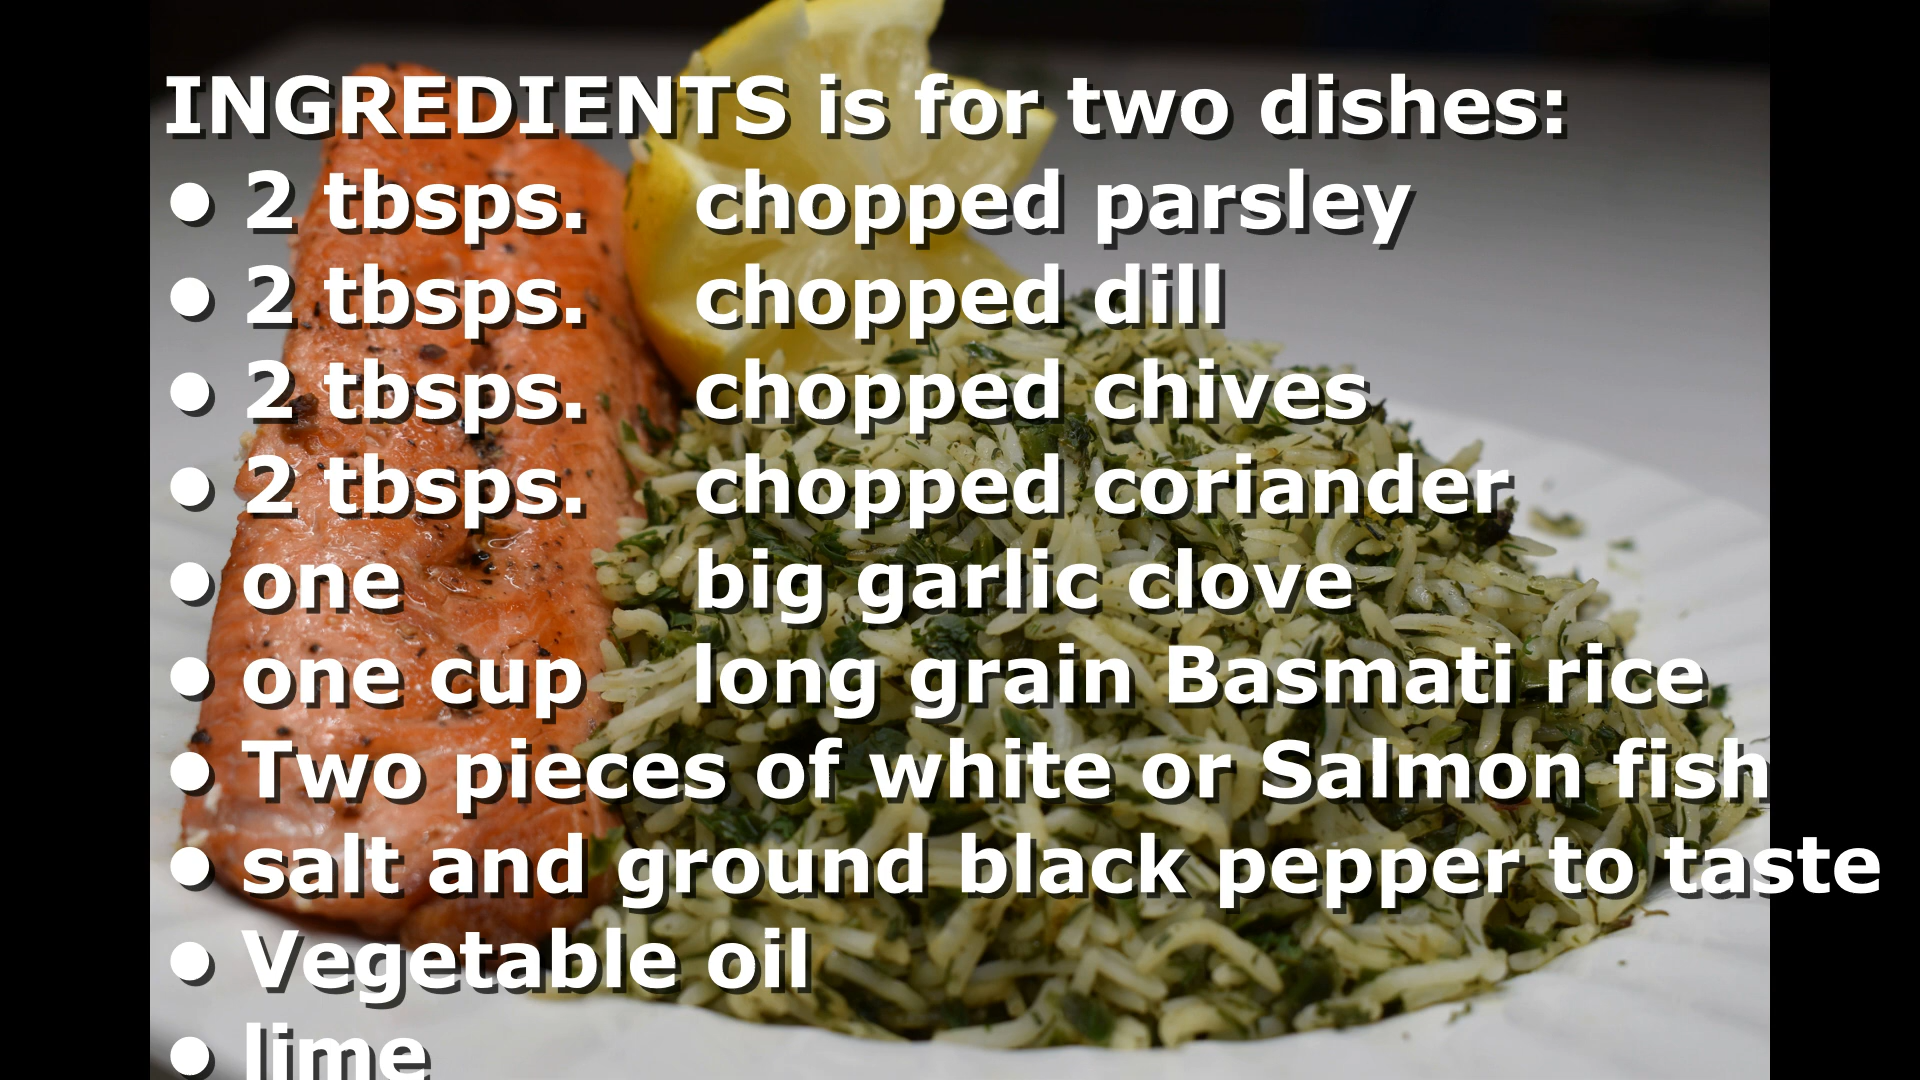 INGREDIENTS is for two dishes:
● 2 tbsps. chopped parsley
● 2 tbsps. chopped dill
● 2 tbsps. chopped chives
● 2 tbsps. chopped coriander
● one big garlic clove
● one cup long grain Basmati rice
● Two pieces of white or Salmon fish
● salt and ground black pepper to taste
● Vegetable oil
● lime